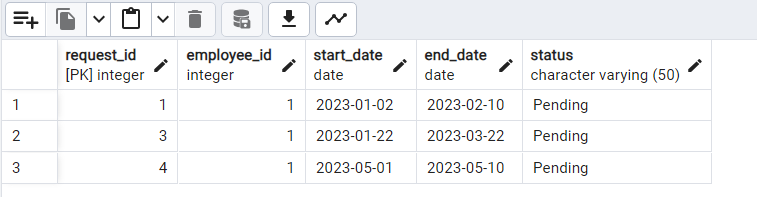 request_id employee_id start_date end_date status
[PK] integer integer date date character varying (50)
1 1 1 2023-01-02 2023-02-10 Pending
2 3 1 2023-01-22 2023-03-22 Pending
3 4 1 2023-05-01 2023-05-10 Pending